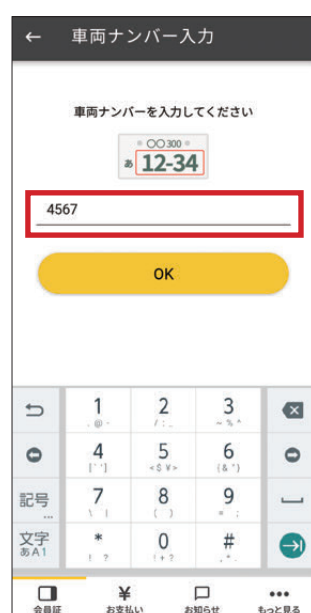 ← 車両ナンバー入力
車両ナンバーを入力してください
○○300
あ 12-34
4567
OK
1 2 3
. @ - / : _ ~ % ^
4 5 6
[ ' ' ] < $ ¥ > ( & " )
記号 7 8 9
... \ | ( ) = ;
文字 * 0 #
あA1 ! ? ( + ? , * .
会員証 お支払い お知らせ もっと見る